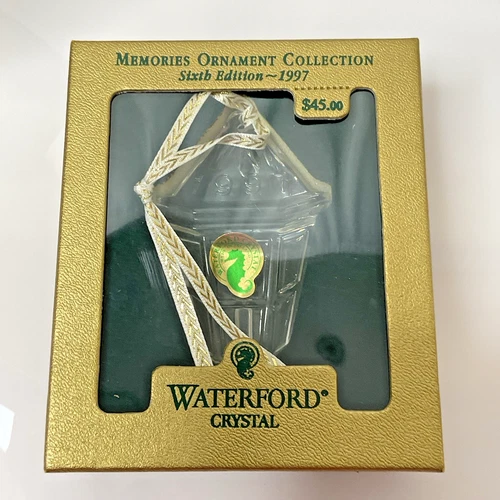 MEMORIES ORNAMENT COLLECTION
Sixth Edition~1997
$45.00
WATERFORD®
CRYSTAL